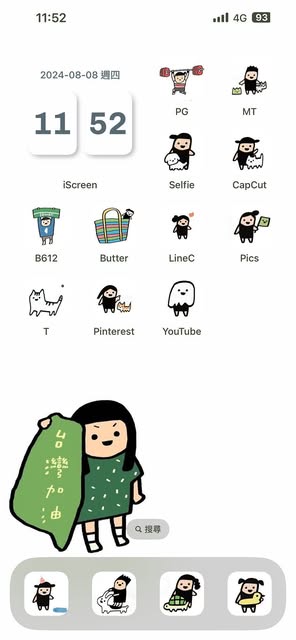 11:52
4G 93
2024-08-08 週四
11 52
iScreen
PG
MT
Selfie
CapCut
B612
Butter
LineC
Pics
T
Pinterest
YouTube
台灣加油
搜尋